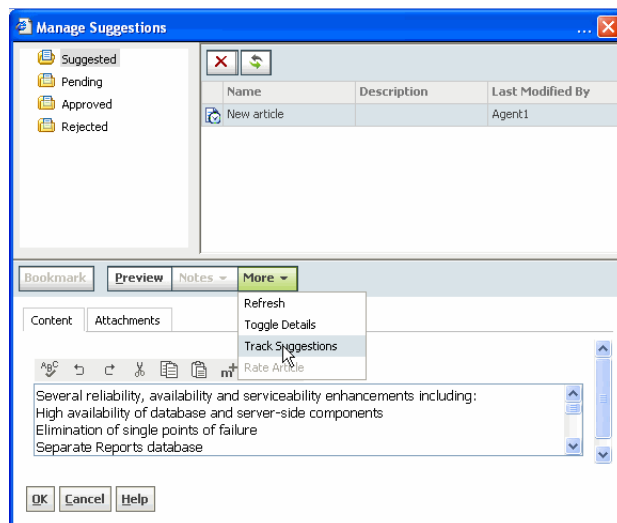 Manage Suggestions ...
Suggested
Pending
Approved
Rejected
Name Description Last Modified By
New article Agent1
Bookmark Preview Notes More
Refresh
Toggle Details
Track Suggestions
Rate Article
Content Attachments
ABC m+
Several reliability, availability and serviceability enhancements including:
High availability of database and server-side components
Elimination of single points of failure
Separate Reports database
OK Cancel Help